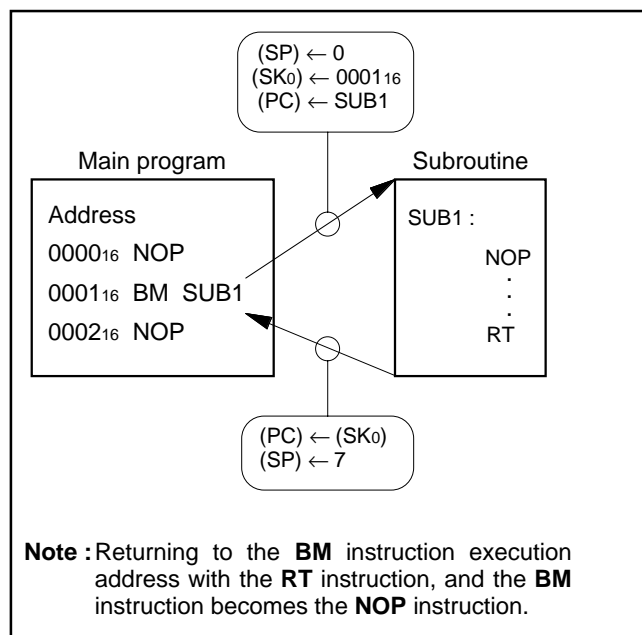 (SP) ← 0
(SK0) ← 000116
(PC) ← SUB1
Main program
Subroutine
Address
000016 NOP
000116 BM SUB1
000216 NOP
SUB1 :
NOP
.
.
.
RT
(PC) ← (SK0)
(SP) ← 7
Note : Returning to the BM instruction execution
address with the RT instruction, and the BM
instruction becomes the NOP instruction.